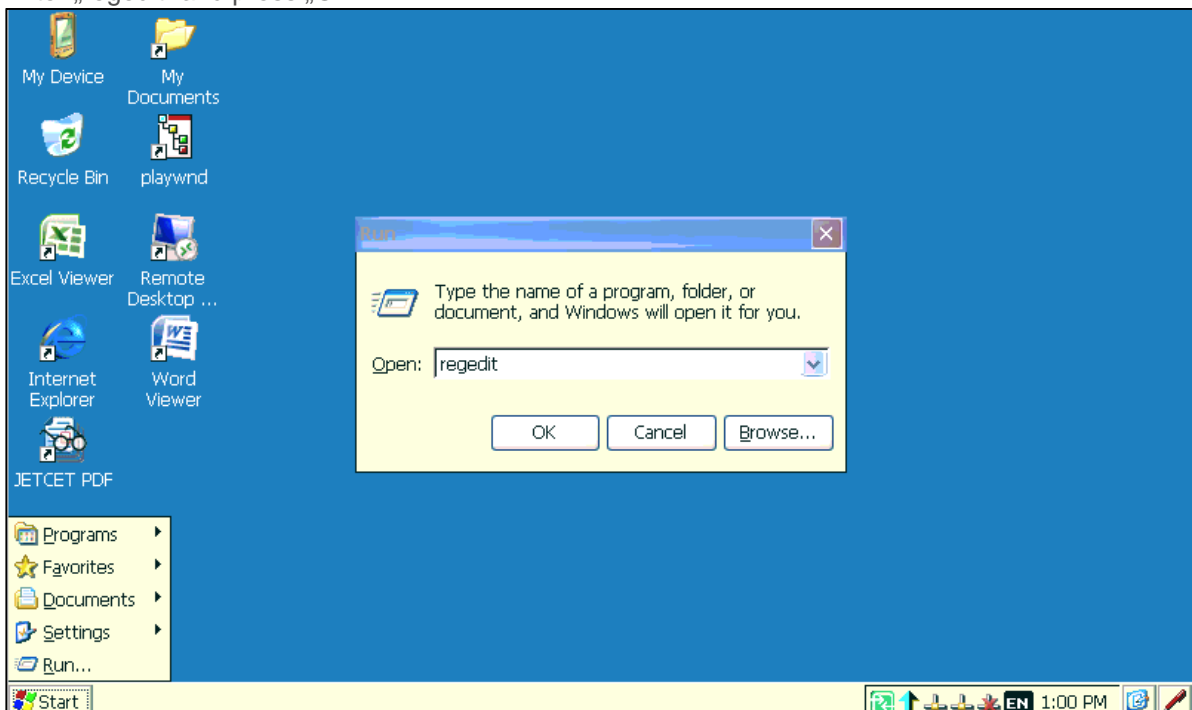 My Device
My
Documents
Recycle Bin
playwnd
Excel Viewer
Remote
Desktop ...
Internet
Explorer
Word
Viewer
JETCET PDF
Run
Type the name of a program, folder, or
document, and Windows will open it for you.
Open: regedit
OK Cancel Browse...
Programs
Favorites
Documents
Settings
Run...
Start EN 1:00 PM